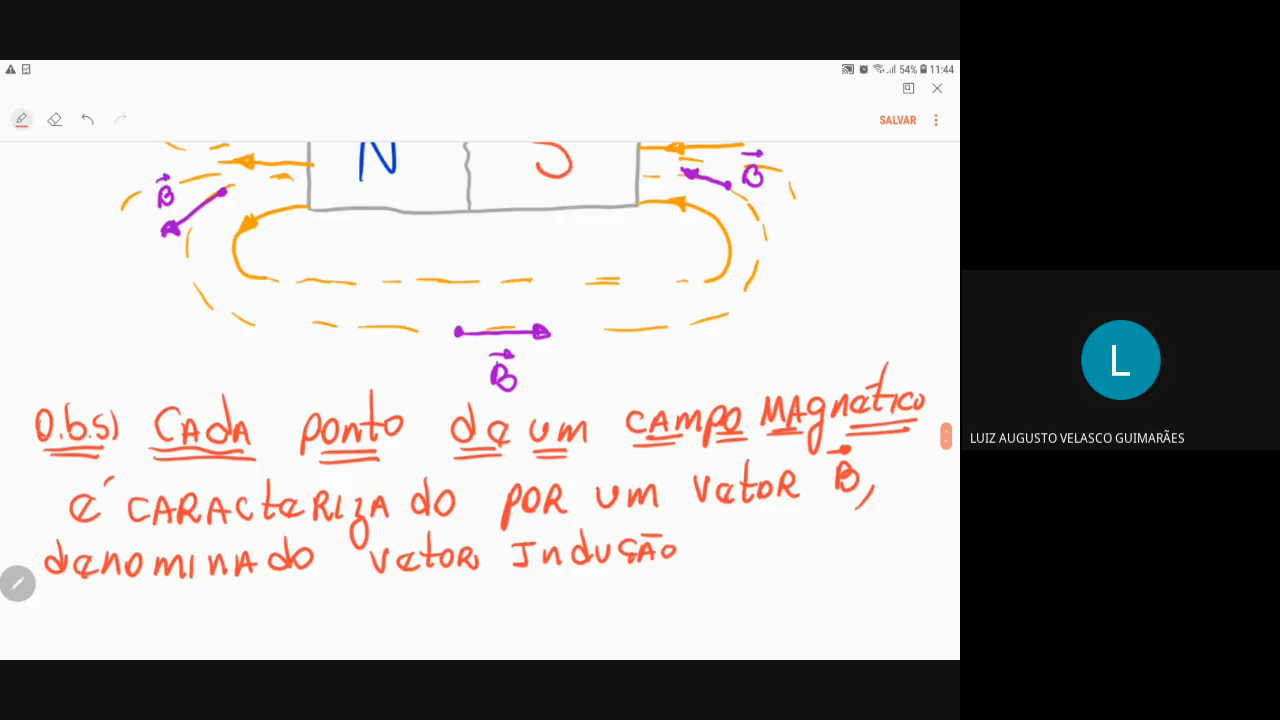 54% 11:44
SALVAR
N S
B
B
B
O.b.s) CAda ponto de um CAMPO MAgnético
é CARACteRIZAdo POR um Vetor B,
denominado vetor Indução
L
LUIZ AUGUSTO VELASCO GUIMARÃES